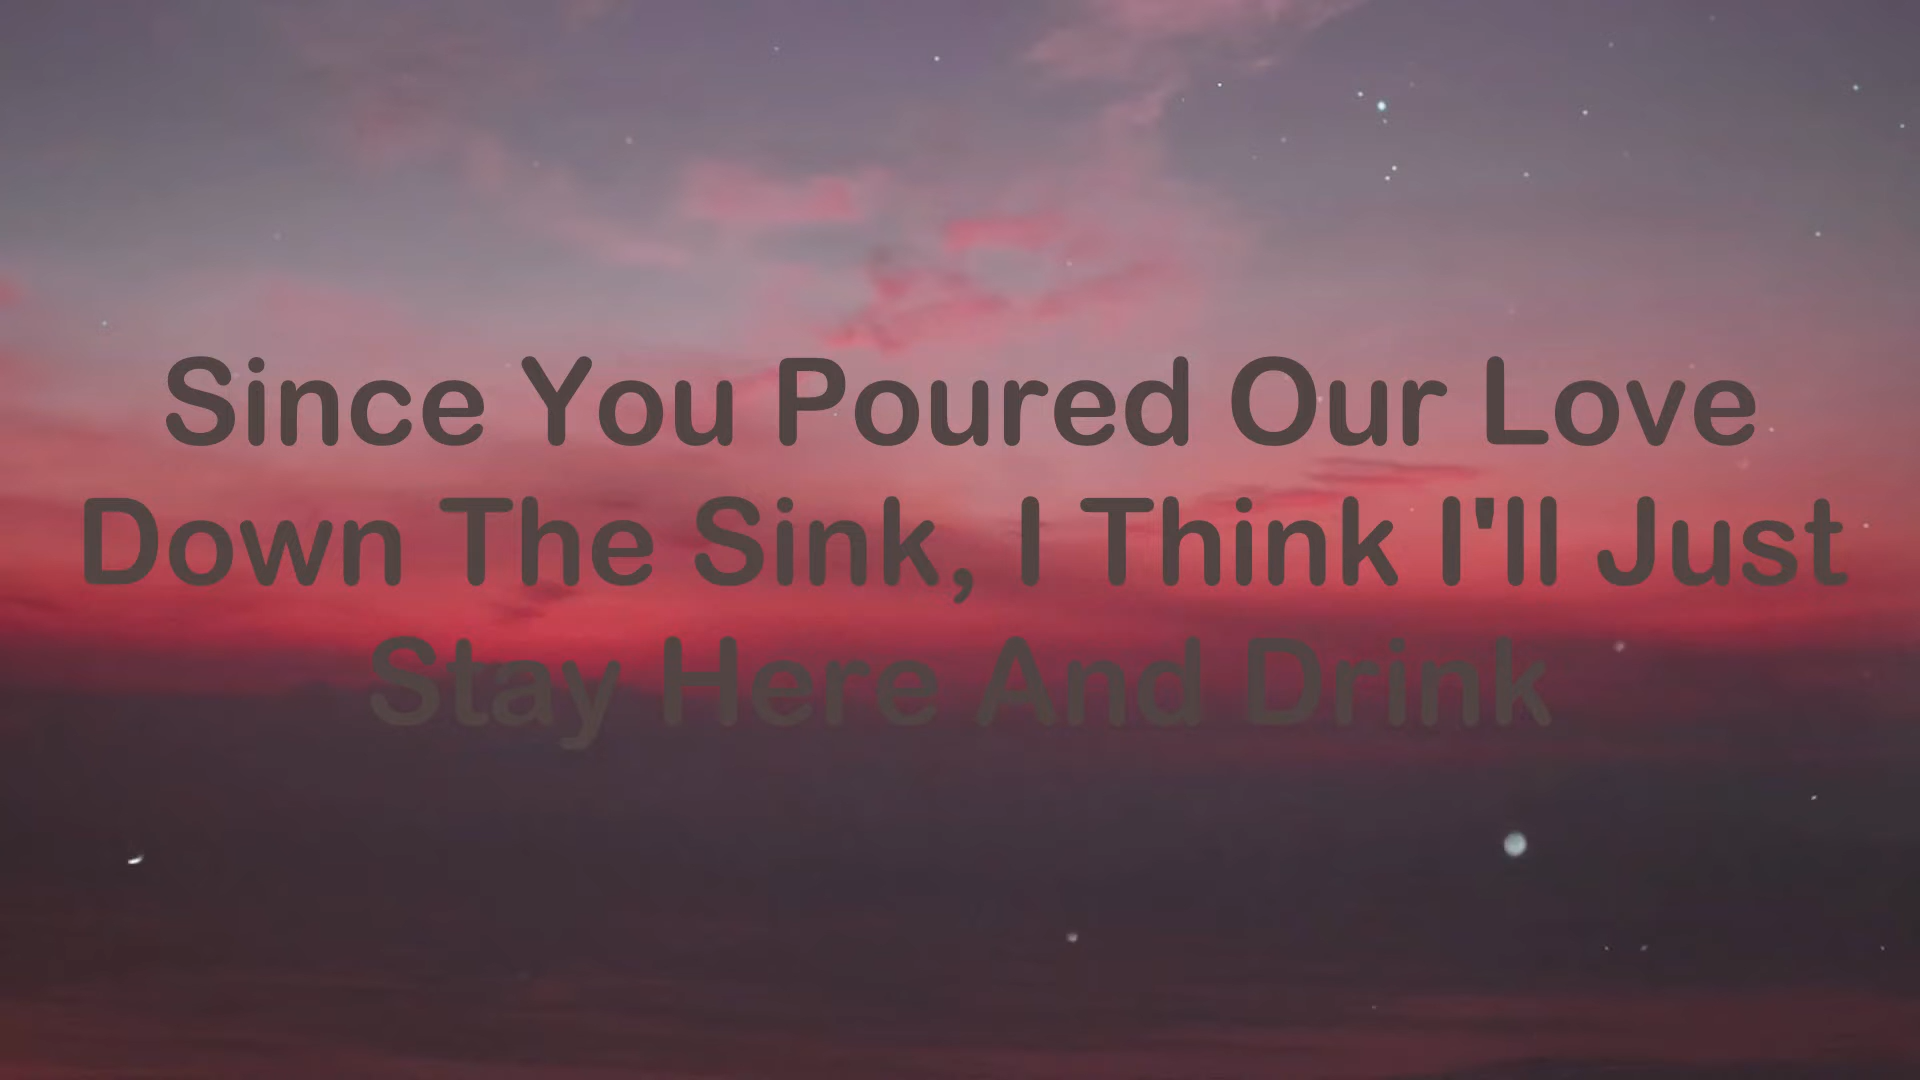 Since You Poured Our Love
Down The Sink, I Think I'll Just
Stay Here And Drink